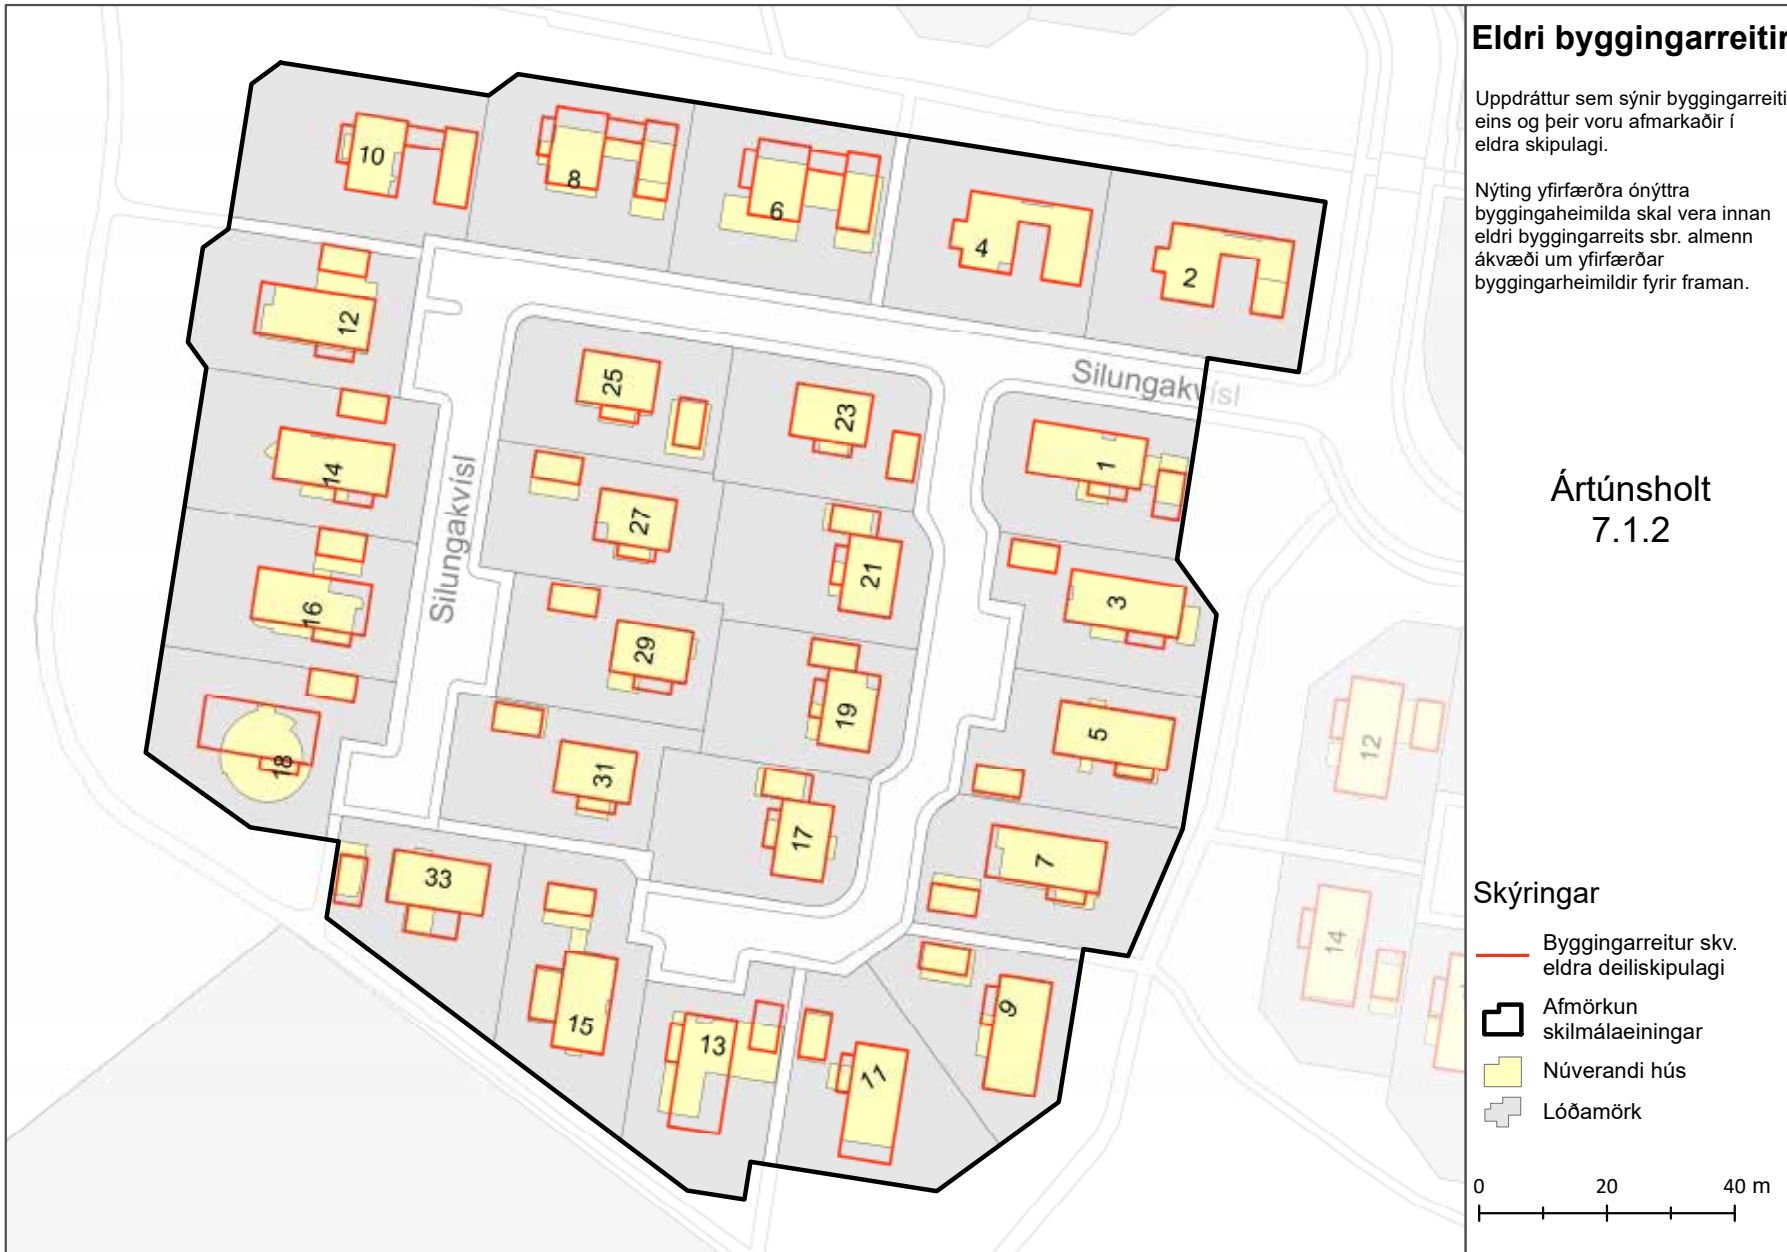 Eldri byggingarreitir
Uppdráttur sem sýnir byggingarreiti
eins og þeir voru afmarkaðir í
eldra skipulagi.
Nýting yfirfærðra ónýttra
byggingaheimilda skal vera innan
eldri byggingarreits sbr. almenn
ákvæði um yfirfærðar
byggingarheimildir fyrir framan.
Ártúnsholt
7.1.2
Skýringar
Byggingarreitur skv.
eldra deiliskipulagi
Afmörkun
skilmálaeiningar
Núverandi hús
Lóðamörk
0 20 40 m
10
8
6
4
2
12
Silungakvísl
25
23
1
14
Silungakvísl
27
21
3
16
29
19
5
18
31
17
7
33
15
13
11
9
12
14